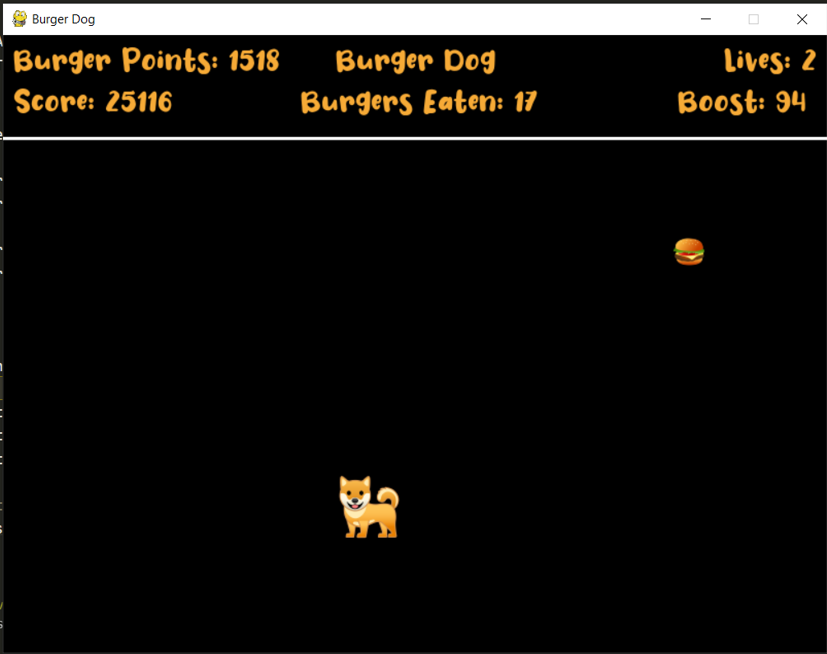 Burger Dog
Burger Points: 1518 Burger Dog Lives: 2
Score: 25116 Burgers Eaten: 17 Boost: 94